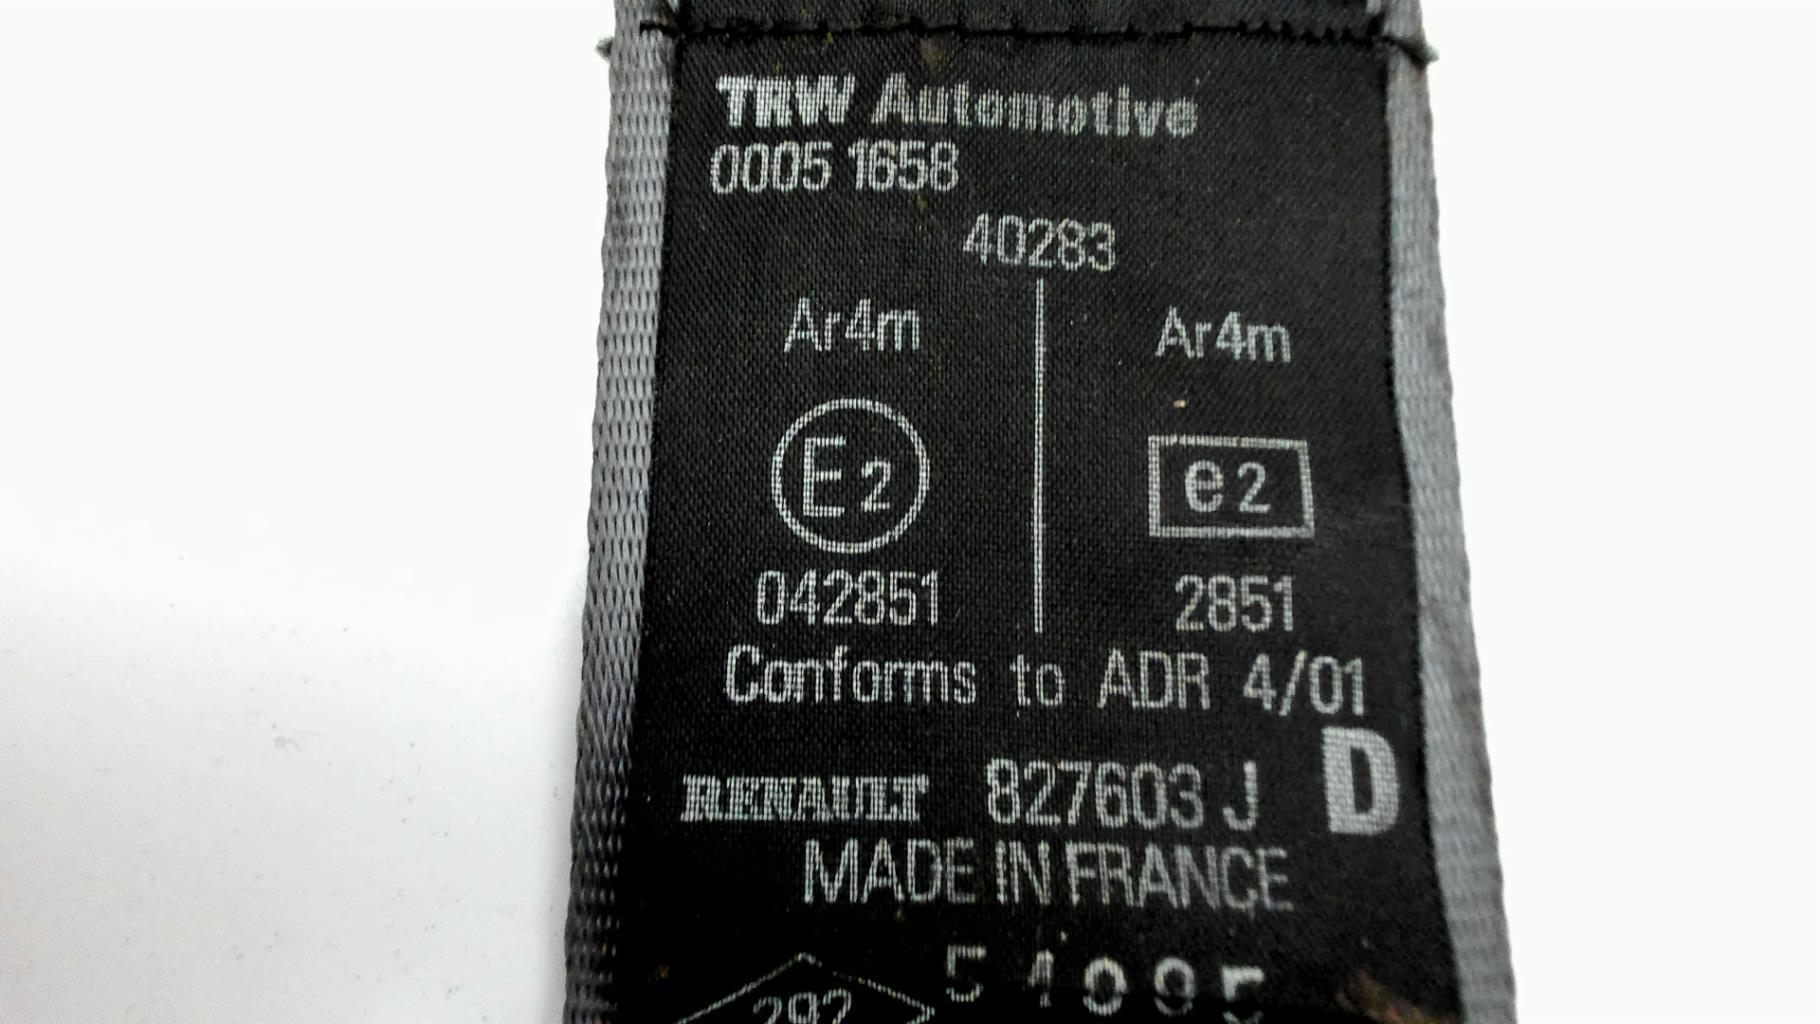 TRW Automotive
0005 1658
40283
Ar4m Ar4m
E2 e2
042851 2851
Conforms to ADR 4/01
D
RENAULT 827603 J
MADE IN FRANCE
292